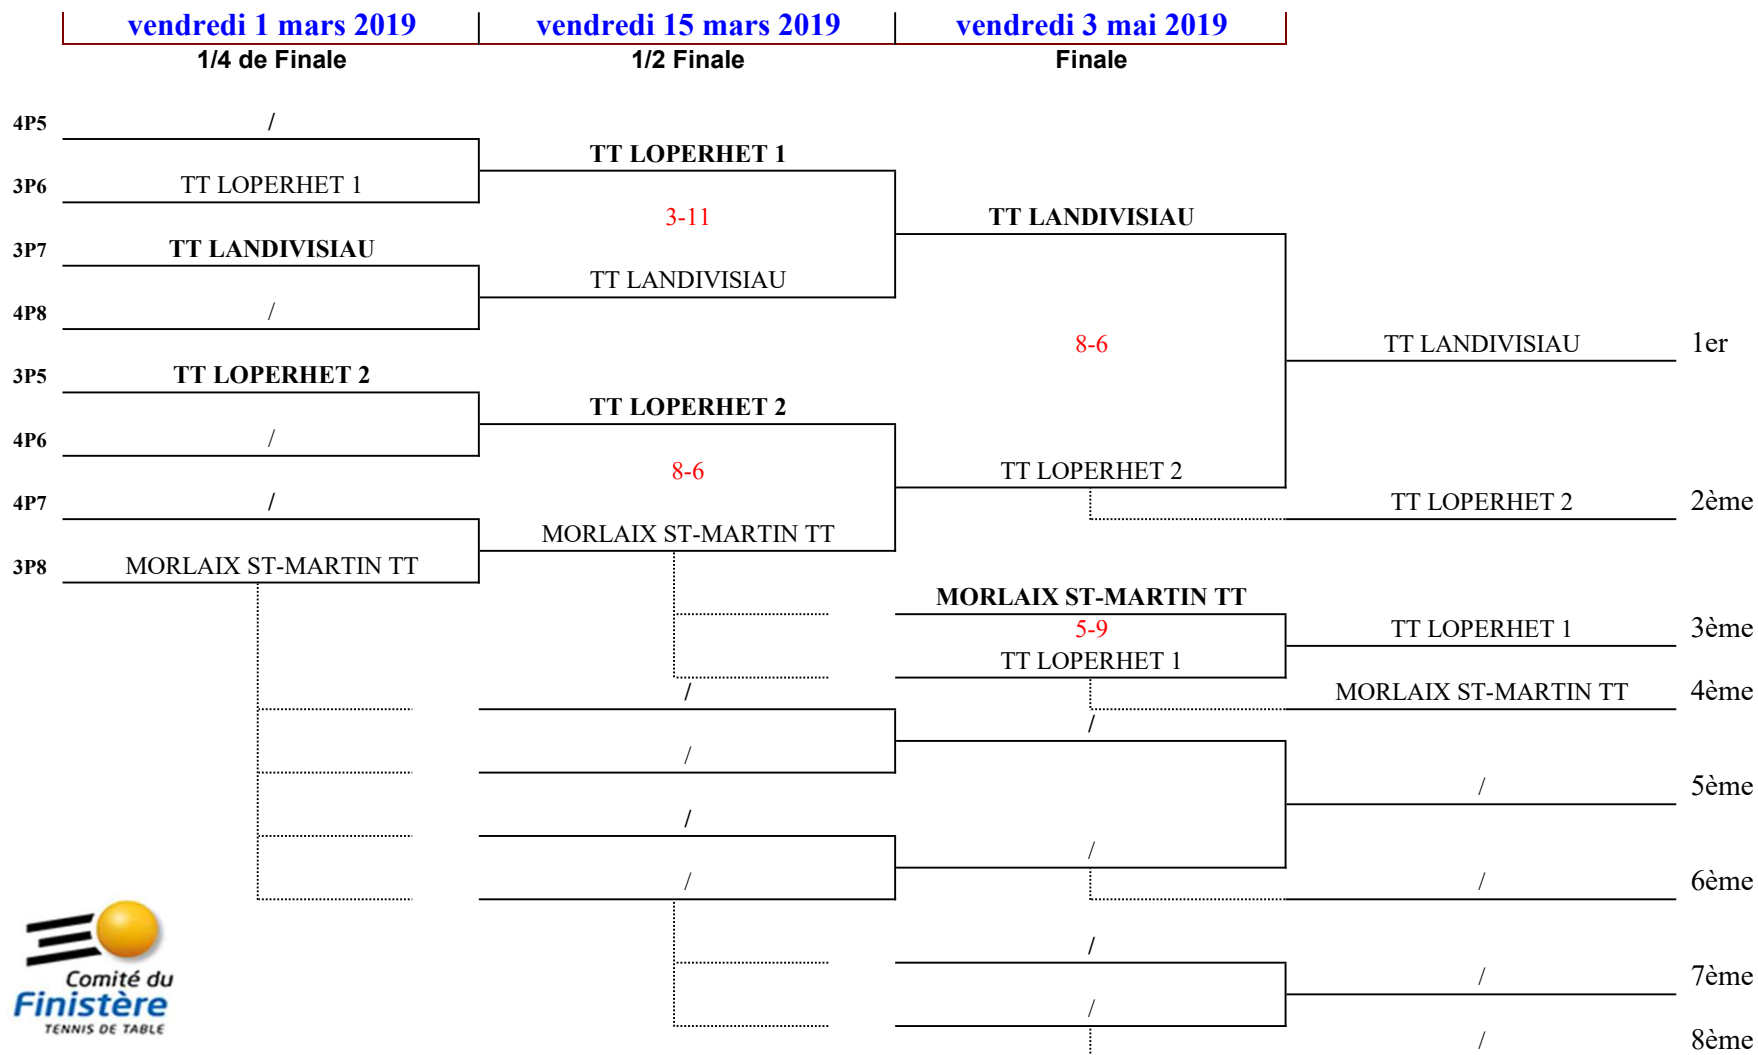 vendredi 1 mars 2019 vendredi 15 mars 2019 vendredi 3 mai 2019
1/4 de Finale 1/2 Finale Finale
4P5 /
TT LOPERHET 1
3P6 TT LOPERHET 1
3-11 TT LANDIVISIAU
3P7 TT LANDIVISIAU
TT LANDIVISIAU
4P8 /
8-6 TT LANDIVISIAU 1er
3P5 TT LOPERHET 2
TT LOPERHET 2
4P6 /
8-6 TT LOPERHET 2
4P7 / TT LOPERHET 2 2ème
MORLAIX ST-MARTIN TT
3P8 MORLAIX ST-MARTIN TT
MORLAIX ST-MARTIN TT
5-9 TT LOPERHET 1 3ème
TT LOPERHET 1
/ MORLAIX ST-MARTIN TT 4ème
/
/
/ 5ème
/
/
/ / 6ème
/
Comité du / 7ème
Finistère
/
TENNIS DE TABLE
/ 8ème